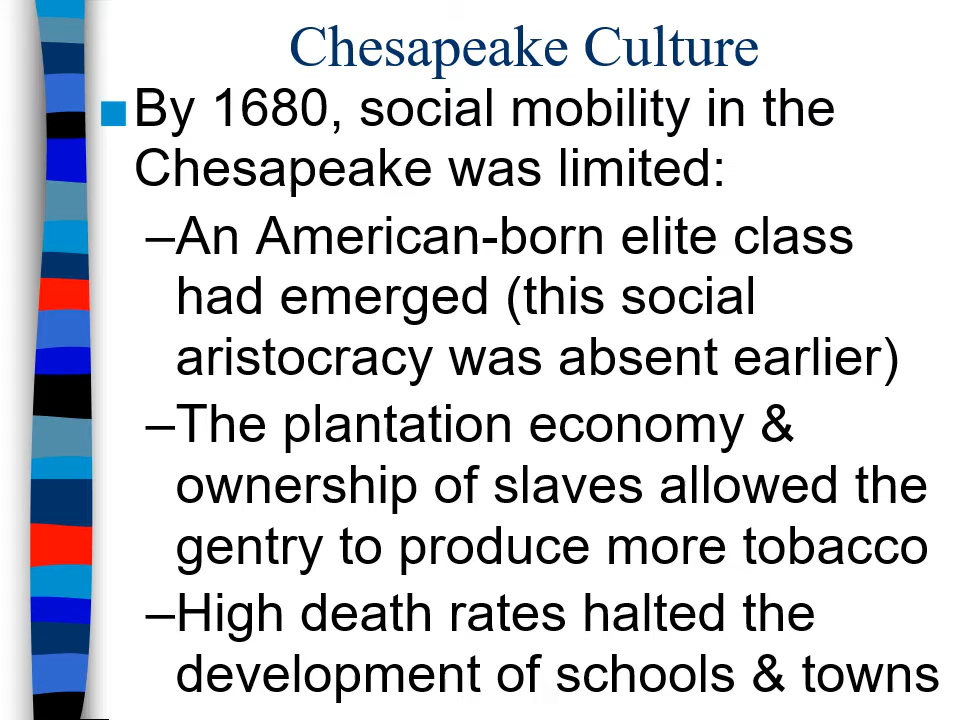 Chesapeake Culture
■By 1680, social mobility in the
Chesapeake was limited:
–An American-born elite class
had emerged (this social
aristocracy was absent earlier)
–The plantation economy &
ownership of slaves allowed the
gentry to produce more tobacco
–High death rates halted the
development of schools & towns